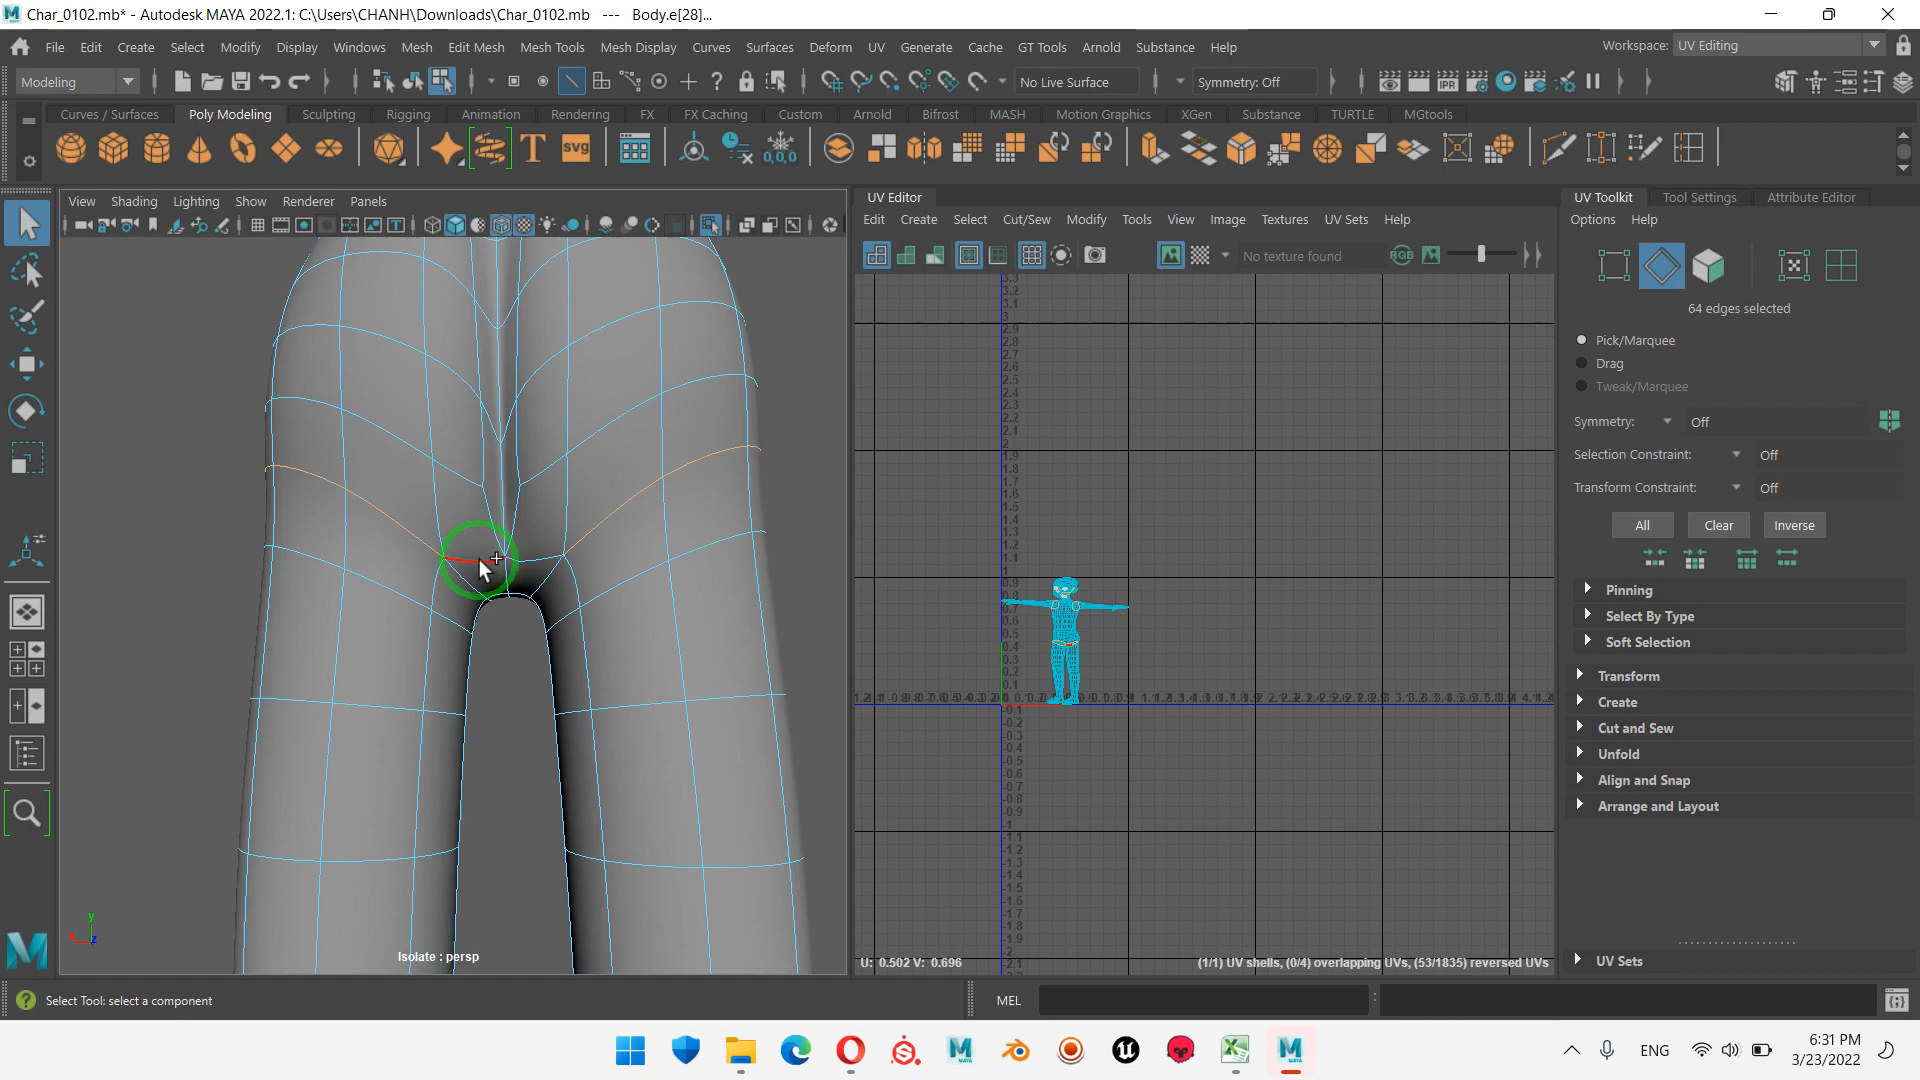 Char_0102.mb* - Autodesk MAYA 2022.1: C:\Users\CHANH\Downloads\Char_0102.mb --- Body.e[28]...
File Edit Create Select Modify Display Windows Mesh Edit Mesh Mesh Tools Mesh Display Curves Surfaces Deform UV Generate Cache GT Tools Arnold Substance Help
Workspace: UV Editing
Modeling
No Live Surface
Symmetry: Off
Curves / Surfaces Poly Modeling Sculpting Rigging Animation Rendering FX FX Caching Custom Arnold Bifrost MASH Motion Graphics XGen Substance TURTLE MGtools
View Shading Lighting Show Renderer Panels
Isolate : persp
UV Editor
Edit Create Select Cut/Sew Modify Tools View Image Textures UV Sets Help
No texture found
U: 0.502 V: 0.696
(1/1) UV shells, (0/4) overlapping UVs, (53/1835) reversed UVs
UV Toolkit Tool Settings Attribute Editor
Options Help
64 edges selected
Pick/Marquee
Drag
Tweak/Marquee
Symmetry: Off
Selection Constraint: Off
Transform Constraint: Off
All Clear Inverse
Pinning
Select By Type
Soft Selection
Transform
Create
Cut and Sew
Unfold
Align and Snap
Arrange and Layout
UV Sets
Select Tool: select a component
MEL
ENG
6:31 PM
3/23/2022